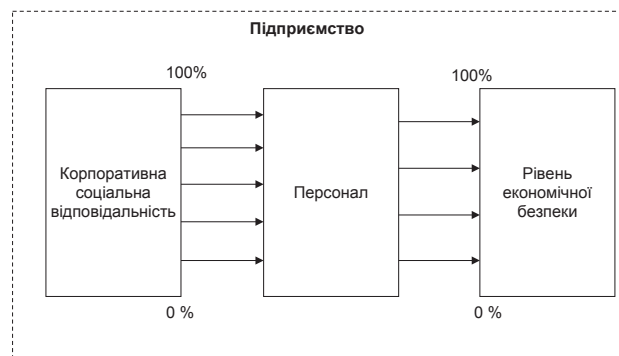 Підприємство
100%
100%
Корпоративна
соціальна
відповідальність
Персонал
Рівень
економічної
безпеки
0 %
0 %